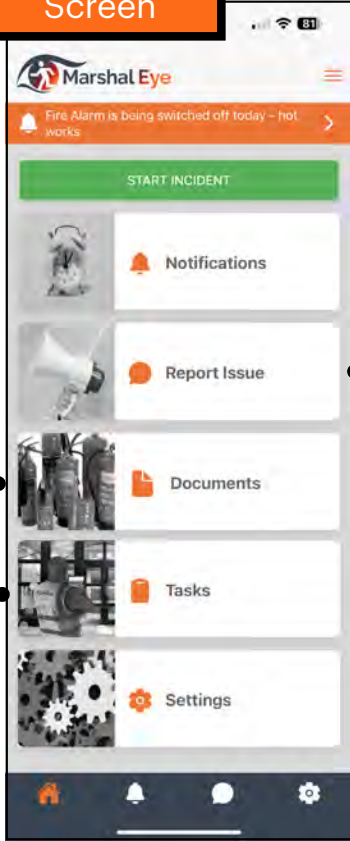 Screen
81
Marshal Eye
Fire Alarm is being switched off today - hot
works
START INCIDENT
Notifications
Report Issue
Documents
Tasks
Settings